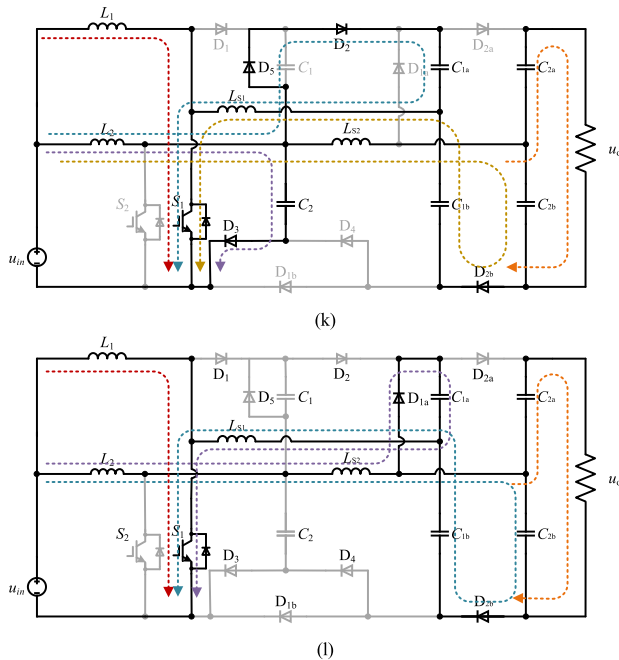 L1
D1
D2
D2a
D5
C1
D1a
C1a
C2a
LS1
L2
LS2
uo
S2
S1
C2
C1b
C2b
D3
D4
uin
D1b
D2b
(k)
L1
D1
D2
D2a
D5
C1
D1a
C1a
C2a
LS1
L2
LS2
S2
S1
C2
C1b
C2b
D3
D4
uin
D1b
D2b
(l)